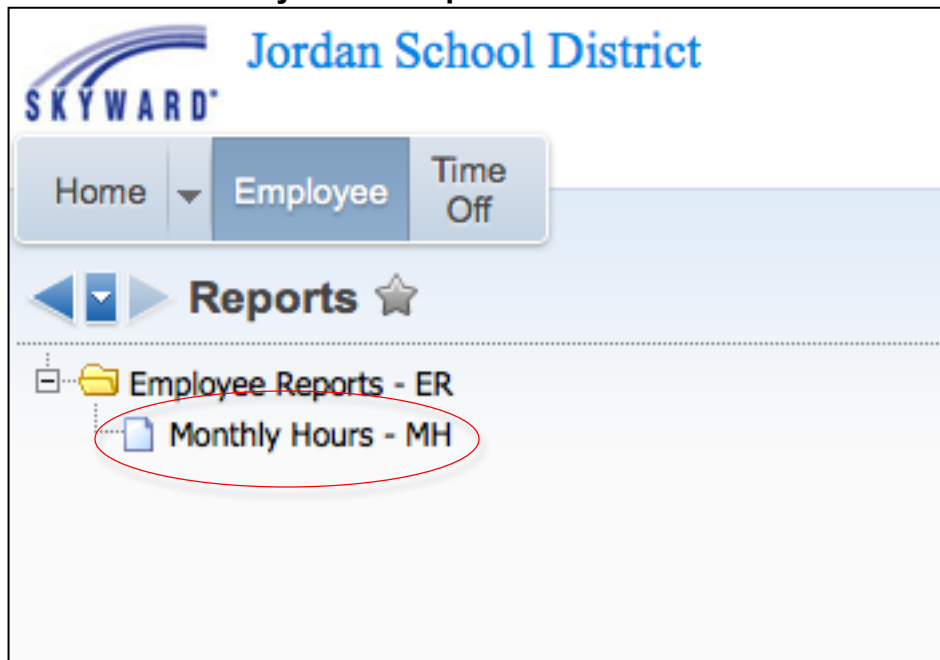 Jordan School District
SKYWARD
Home Employee Time Off
Reports
Employee Reports - ER
Monthly Hours - MH